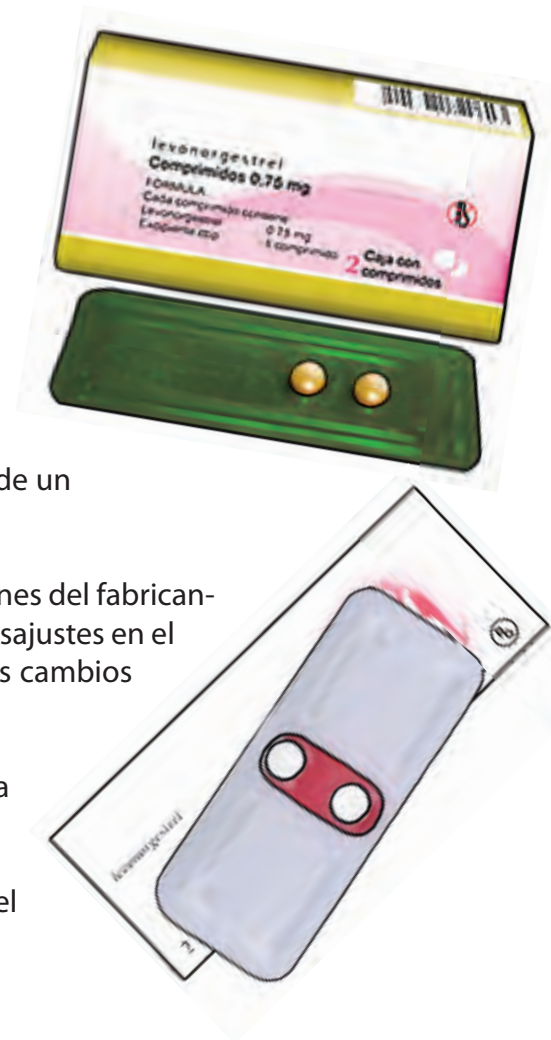 levonorgestrel
Comprimidos 0.75 mg
FORMULA
Cada comprimido contiene
Levonorgestrel 0.75 mg
Excipiente cbp 1 comprimido
2 Caja con
comprimidos
de un
nes del fabrican-
sajustes en el
s cambios
a
el
levonorgestrel
2